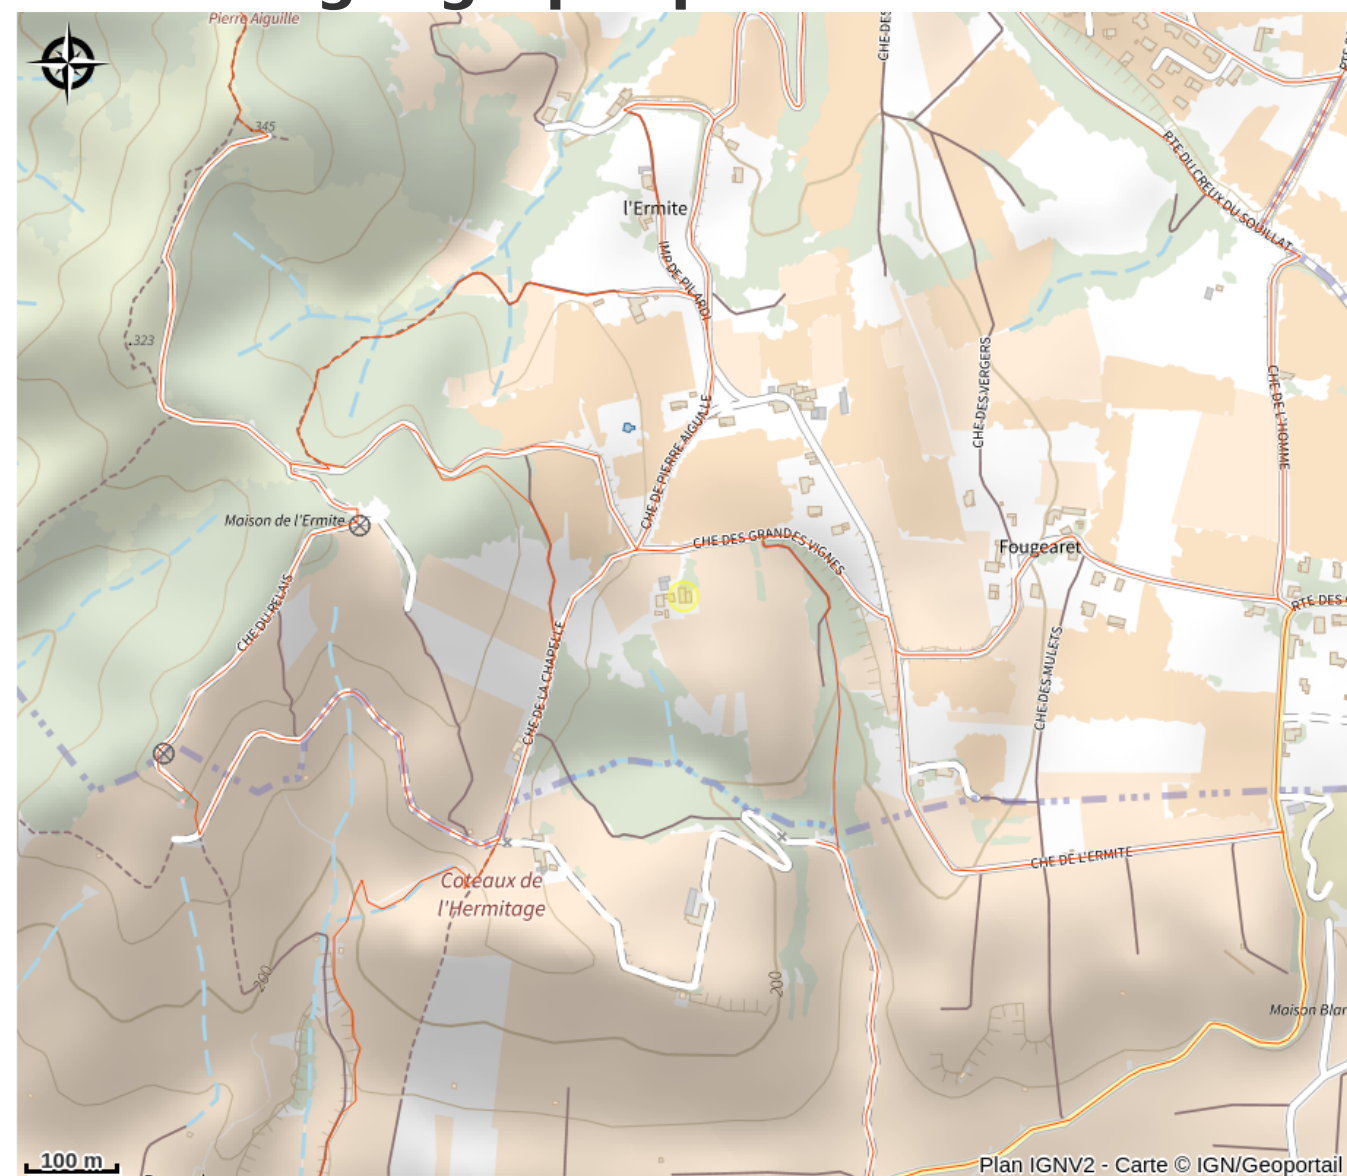 Pierre Aiguille
CHE DES
345
RTE DU CREUX DU SOUILLAT
l'Ermite
IMP DE PILARDI
323
CHE DES VERGERS
CHE DE L'HOMME
CHE DE PIERRE AIGUILLE
Maison de l'Ermite
CHE DES GRANDES VIGNES
Fougearet
CHE DU RELAIS
RTE DES
CHE DE LA CHAPELLE
CHE DES MULETS
CHE DE L'ERMITE
Coteaux de
l'Hermitage
200
200
Maison Blan
100 m
Plan IGNV2 - Carte © IGN/Geoportail